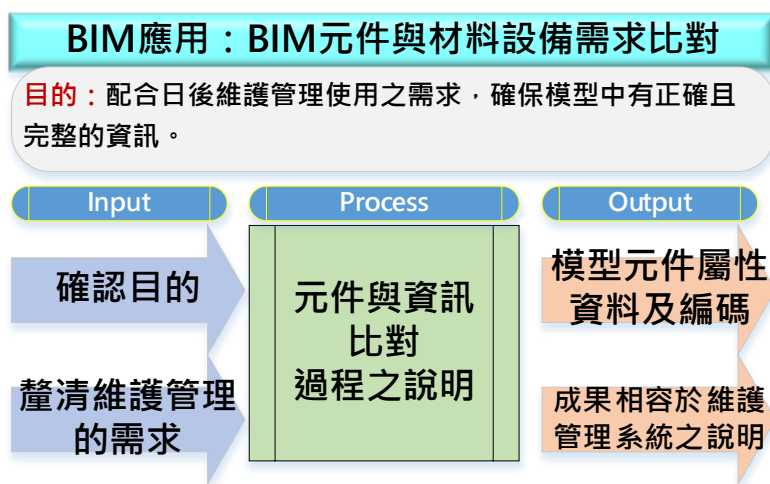 BIM應用：BIM元件與材料設備需求比對
目的：配合日後維護管理使用之需求，確保模型中有正確且
完整的資訊。
Input
Process
Output
確認目的
釐清維護管理
的需求
元件與資訊
比對
過程之說明
模型元件屬性
資料及編碼
成果相容於維護
管理系統之說明